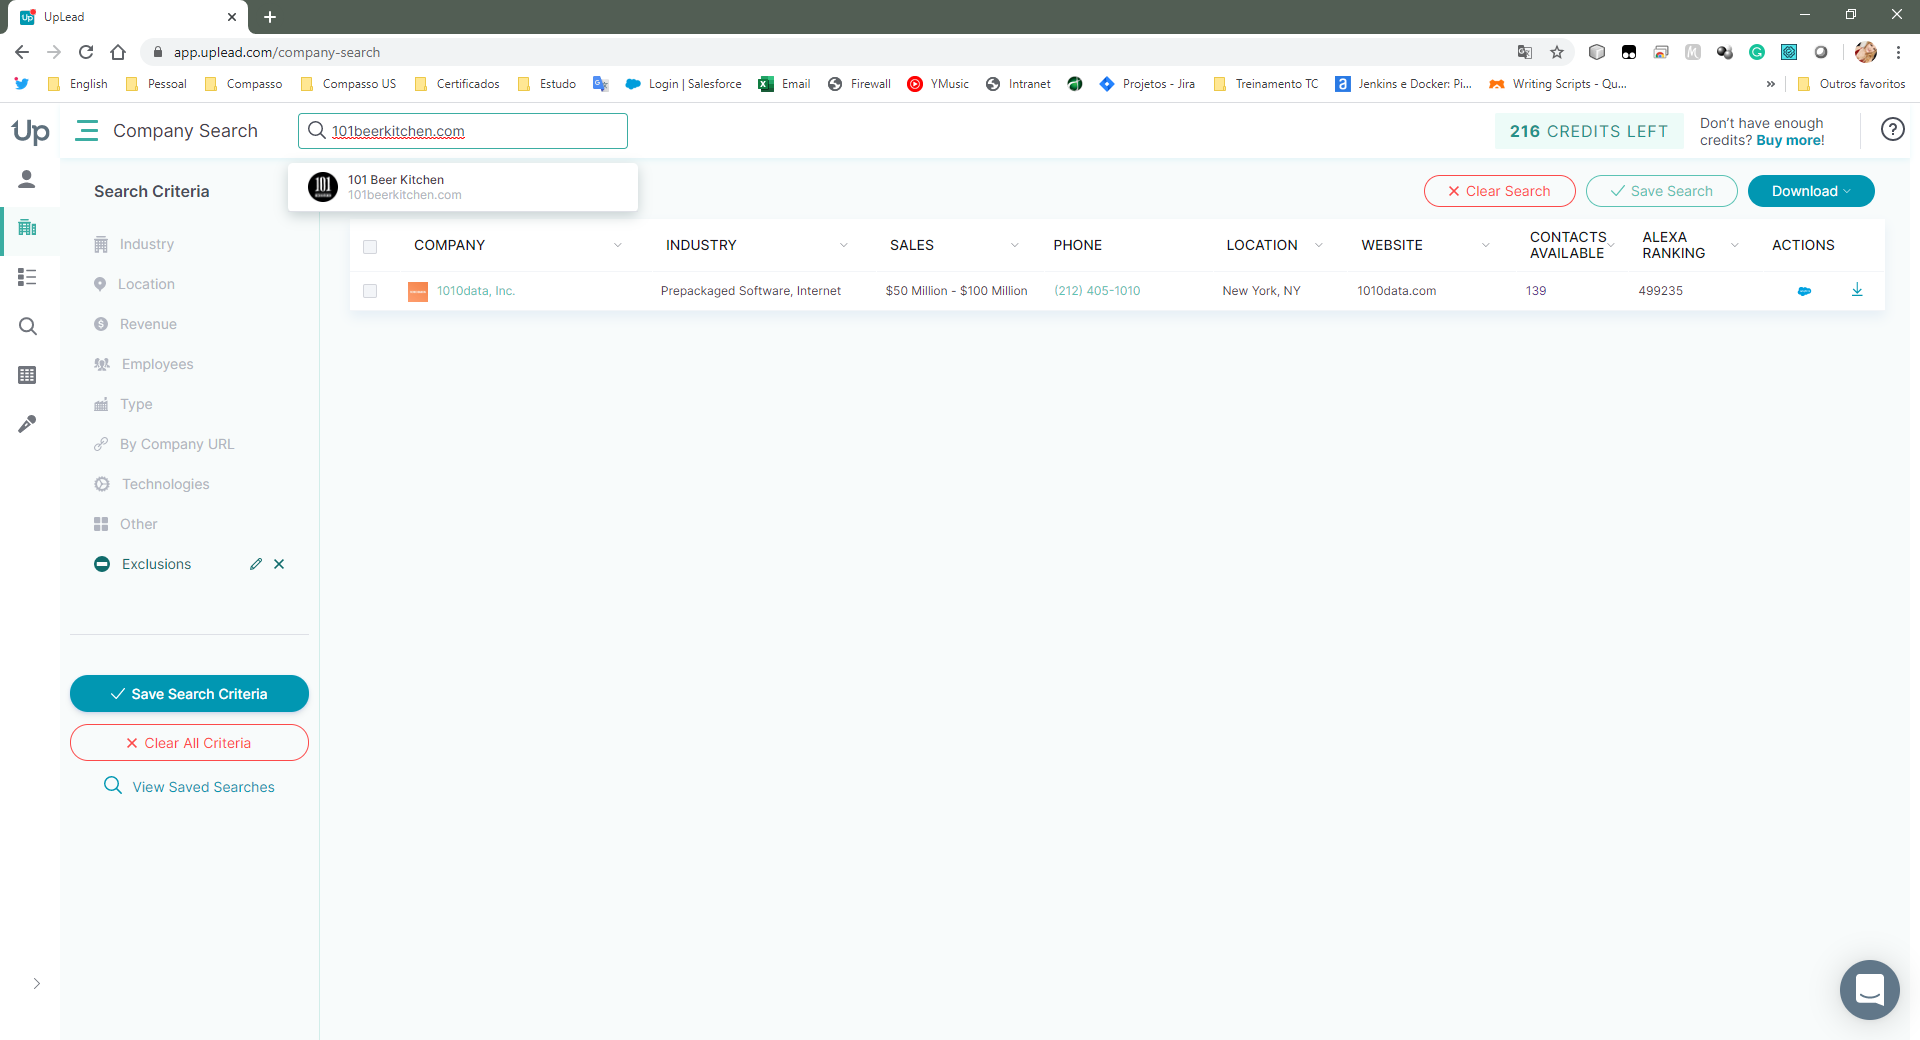 UpLead
app.uplead.com/company-search
English
Pessoal
Compasso
Compasso US
Certificados
Estudo
Login | Salesforce
Email
Firewall
YMusic
Intranet
Projetos - Jira
Treinamento TC
Jenkins e Docker: Pi...
Writing Scripts - Qu...
»
Outros favoritos
Up
Company Search
101beerkitchen.com
216 CREDITS LEFT
Don't have enough
credits? Buy more!
101 Beer Kitchen
101beerkitchen.com
Search Criteria
Clear Search
Save Search
Download
Industry
Location
Revenue
Employees
Type
By Company URL
Technologies
Other
Exclusions
Save Search Criteria
Clear All Criteria
View Saved Searches
COMPANY INDUSTRY SALES PHONE LOCATION WEBSITE CONTACTS AVAILABLE ALEXA RANKING ACTIONS
1010data, Inc. Prepackaged Software, Internet $50 Million - $100 Million (212) 405-1010 New York, NY 1010data.com 139 499235